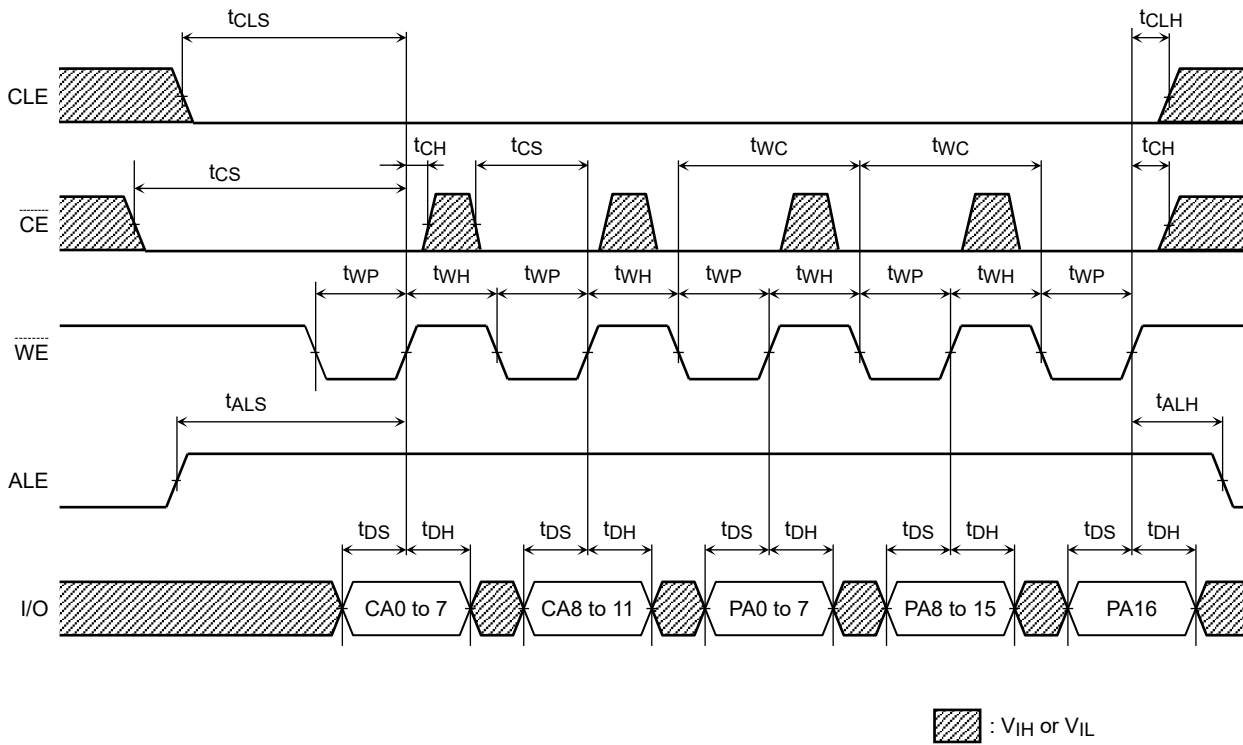 tCLS tCLH
CLE
tCH tCS tWC tWC tCH
tCS
CE
tWP tWH tWP tWH tWP tWH tWP tWH tWP
WE
tALS tALH
ALE
tDS tDH tDS tDH tDS tDH tDS tDH tDS tDH
I/O CA0 to 7 CA8 to 11 PA0 to 7 PA8 to 15 PA16
: VIH or VIL